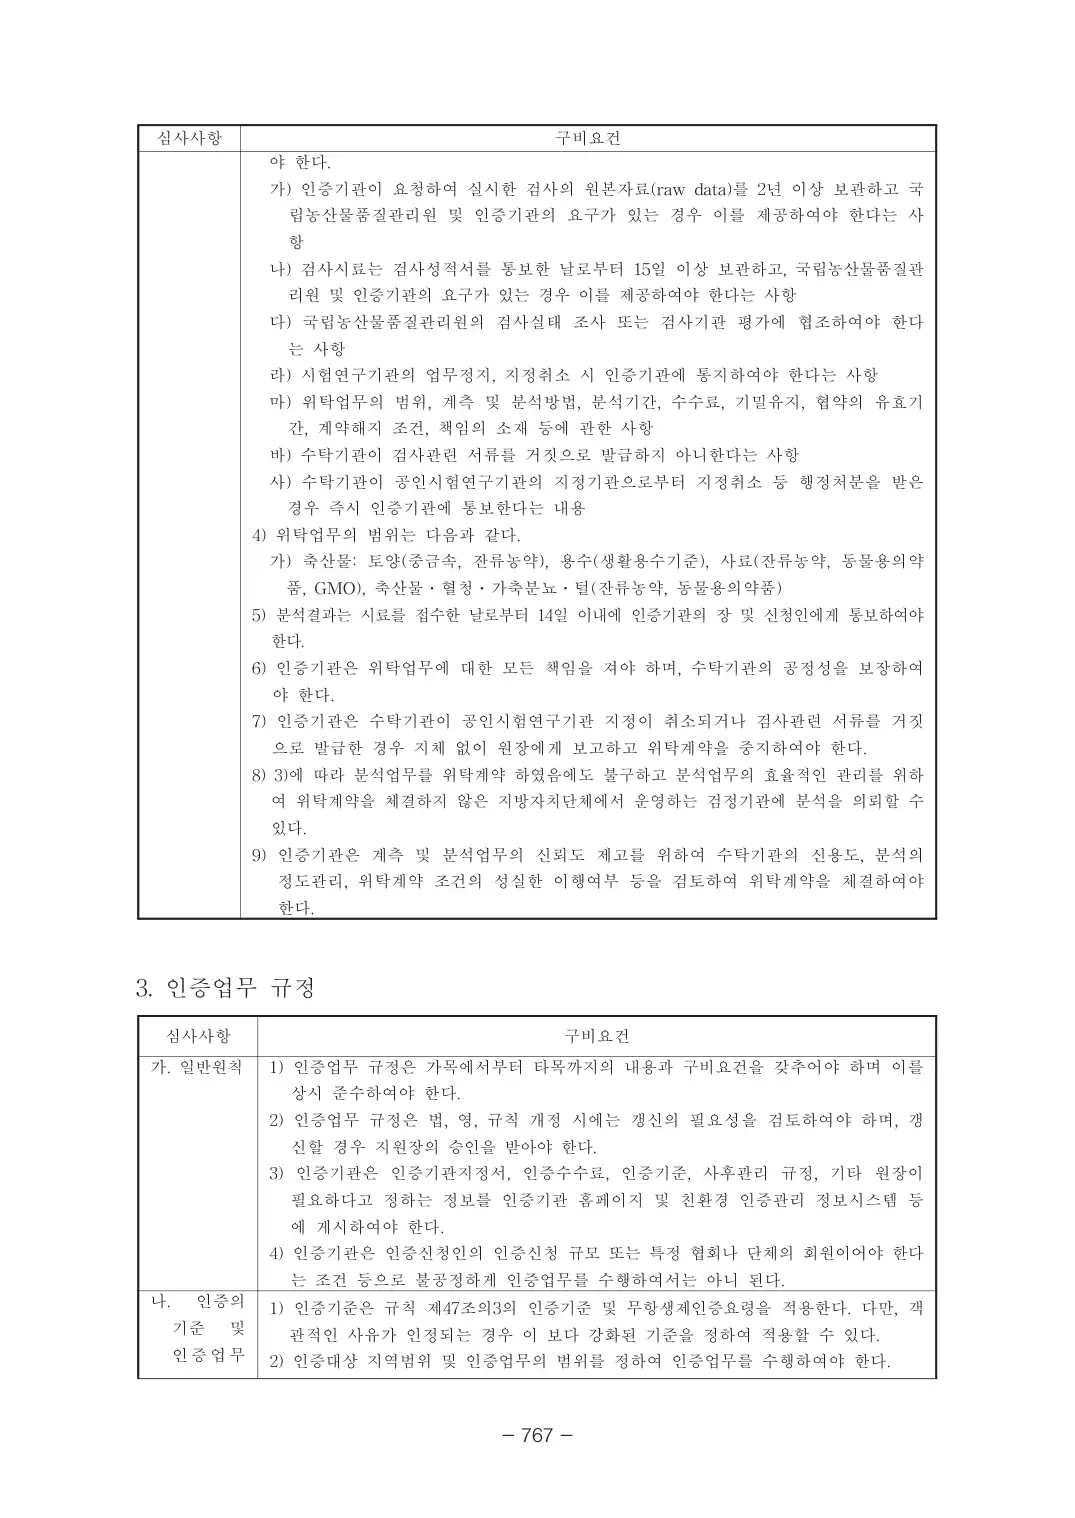 심사사항 구비요건
야 한다.
가) 인증기관이 요청하여 실시한 검사의 원본자료(raw data)를 2년 이상 보관하고 국
립농산물품질관리원 및 인증기관의 요구가 있는 경우 이를 제공하여야 한다는 사
항
나) 검사시료는 검사성적서를 통보한 날로부터 15일 이상 보관하고, 국립농산물품질관
리원 및 인증기관의 요구가 있는 경우 이를 제공하여야 한다는 사항
다) 국립농산물품질관리원의 검사실태 조사 또는 검사기관 평가에 협조하여야 한다
는 사항
라) 시험연구기관의 업무정지, 지정취소 시 인증기관에 통지하여야 한다는 사항
마) 위탁업무의 범위, 계측 및 분석방법, 분석기간, 수수료, 기밀유지, 협약의 유효기
간, 계약해지 조건, 책임의 소재 등에 관한 사항
바) 수탁기관이 검사관련 서류를 거짓으로 발급하지 아니한다는 사항
사) 수탁기관이 공인시험연구기관의 지정기관으로부터 지정취소 등 행정처분을 받은
경우 즉시 인증기관에 통보한다는 내용
4) 위탁업무의 범위는 다음과 같다.
가) 축산물: 토양(중금속, 잔류농약), 용수(생활용수기준), 사료(잔류농약, 동물용의약
품, GMO), 축산물・혈청・가축분뇨・털(잔류농약, 동물용의약품)
5) 분석결과는 시료를 접수한 날로부터 14일 이내에 인증기관의 장 및 신청인에게 통보하여야
한다.
6) 인증기관은 위탁업무에 대한 모든 책임을 져야 하며, 수탁기관의 공정성을 보장하여
야 한다.
7) 인증기관은 수탁기관이 공인시험연구기관 지정이 취소되거나 검사관련 서류를 거짓
으로 발급한 경우 지체 없이 원장에게 보고하고 위탁계약을 중지하여야 한다.
8) 3)에 따라 분석업무를 위탁계약 하였음에도 불구하고 분석업무의 효율적인 관리를 위하
여 위탁계약을 체결하지 않은 지방자치단체에서 운영하는 검정기관에 분석을 의뢰할 수
있다.
9) 인증기관은 계측 및 분석업무의 신뢰도 제고를 위하여 수탁기관의 신용도, 분석의
정도관리, 위탁계약 조건의 성실한 이행여부 등을 검토하여 위탁계약을 체결하여야
한다.
3. 인증업무 규정
심사사항 구비요건
가. 일반원칙 1) 인증업무 규정은 가목에서부터 타목까지의 내용과 구비요건을 갖추어야 하며 이를
상시 준수하여야 한다.
2) 인증업무 규정은 법, 영, 규칙 개정 시에는 갱신의 필요성을 검토하여야 하며, 갱
신할 경우 지원장의 승인을 받아야 한다.
3) 인증기관은 인증기관지정서, 인증수수료, 인증기준, 사후관리 규정, 기타 원장이
필요하다고 정하는 정보를 인증기관 홈페이지 및 친환경 인증관리 정보시스템 등
에 게시하여야 한다.
4) 인증기관은 인증신청인의 인증신청 규모 또는 특정 협회나 단체의 회원이어야 한다
는 조건 등으로 불공정하게 인증업무를 수행하여서는 아니 된다.
나. 인증의 1) 인증기준은 규칙 제47조의3의 인증기준 및 무항생제인증요령을 적용한다. 다만, 객
기준 및 관적인 사유가 인정되는 경우 이 보다 강화된 기준을 정하여 적용할 수 있다.
인증업무 2) 인증대상 지역범위 및 인증업무의 범위를 정하여 인증업무를 수행하여야 한다.
- 767 -